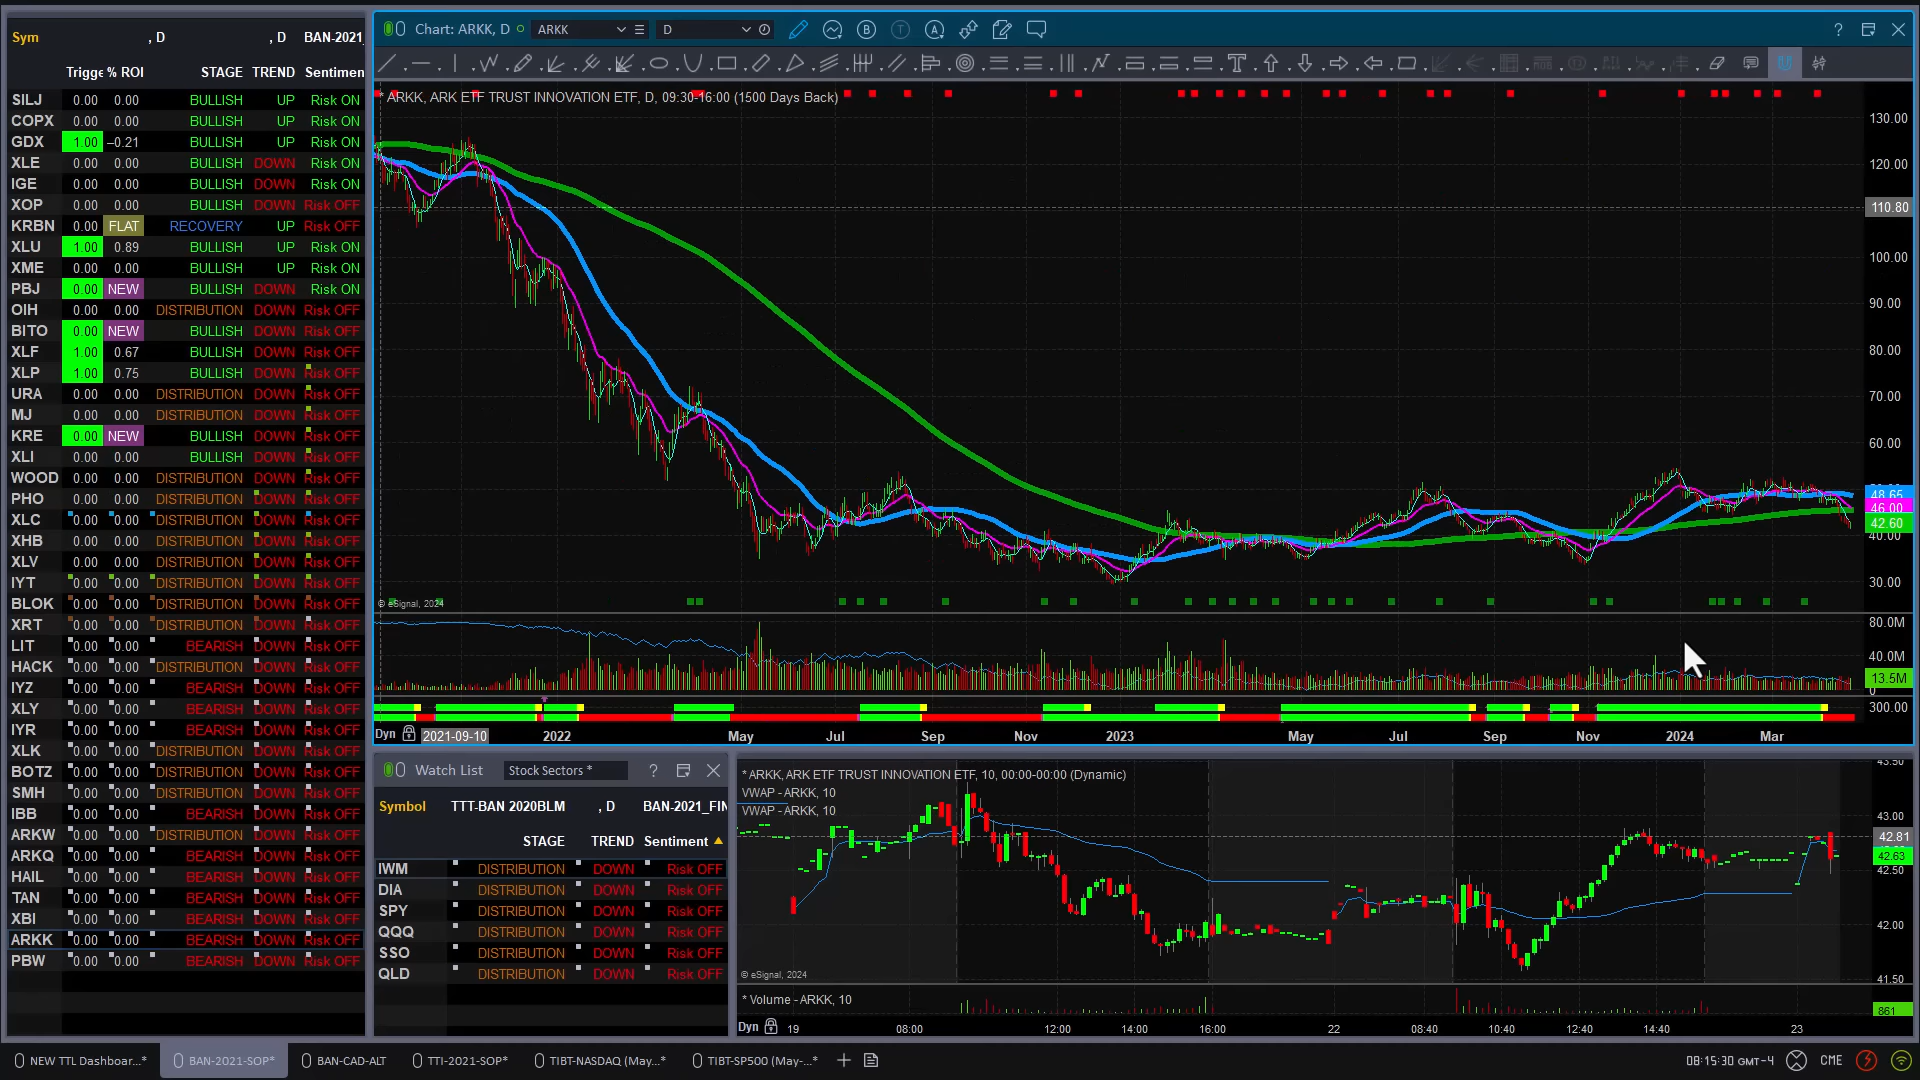 Sym , D , D BAN-2021
Trigge % ROI STAGE TREND Sentimen
SILJ 0.00 0.00 BULLISH UP Risk ON
COPX 0.00 0.00 BULLISH UP Risk ON
GDX 1.00 –0.21 BULLISH UP Risk ON
XLE 0.00 0.00 BULLISH DOWN Risk ON
IGE 0.00 0.00 BULLISH DOWN Risk ON
XOP 0.00 0.00 BULLISH DOWN Risk OFF
KRBN 0.00 FLAT RECOVERY UP Risk OFF
XLU 1.00 0.89 BULLISH UP Risk ON
XME 0.00 0.00 BULLISH UP Risk ON
PBJ 0.00 NEW BULLISH DOWN Risk ON
OIH 0.00 0.00 DISTRIBUTION DOWN Risk OFF
BITO 0.00 NEW BULLISH DOWN Risk OFF
XLF 1.00 0.67 BULLISH DOWN Risk OFF
XLP 1.00 0.75 BULLISH DOWN Risk OFF
URA 0.00 0.00 DISTRIBUTION DOWN Risk OFF
MJ 0.00 0.00 DISTRIBUTION DOWN Risk OFF
KRE 0.00 NEW BULLISH DOWN Risk OFF
XLI 0.00 0.00 BULLISH DOWN Risk OFF
WOOD 0.00 0.00 DISTRIBUTION DOWN Risk OFF
PHO 0.00 0.00 DISTRIBUTION DOWN Risk OFF
XLC 0.00 0.00 DISTRIBUTION DOWN Risk OFF
XHB 0.00 0.00 DISTRIBUTION DOWN Risk OFF
XLV 0.00 0.00 DISTRIBUTION DOWN Risk OFF
IYT 0.00 0.00 DISTRIBUTION DOWN Risk OFF
BLOK 0.00 0.00 DISTRIBUTION DOWN Risk OFF
XRT 0.00 0.00 DISTRIBUTION DOWN Risk OFF
LIT 0.00 0.00 BEARISH DOWN Risk OFF
HACK 0.00 0.00 DISTRIBUTION DOWN Risk OFF
IYZ 0.00 0.00 BEARISH DOWN Risk OFF
XLY 0.00 0.00 BEARISH DOWN Risk OFF
IYR 0.00 0.00 BEARISH DOWN Risk OFF
XLK 0.00 0.00 DISTRIBUTION DOWN Risk OFF
BOTZ 0.00 0.00 DISTRIBUTION DOWN Risk OFF
SMH 0.00 0.00 DISTRIBUTION DOWN Risk OFF
IBB 0.00 0.00 BEARISH DOWN Risk OFF
ARKW 0.00 0.00 DISTRIBUTION DOWN Risk OFF
ARKQ 0.00 0.00 BEARISH DOWN Risk OFF
HAIL 0.00 0.00 BEARISH DOWN Risk OFF
TAN 0.00 0.00 BEARISH DOWN Risk OFF
XBI 0.00 0.00 BEARISH DOWN Risk OFF
ARKK 0.00 0.00 BEARISH DOWN Risk OFF
PBW 0.00 0.00 BEARISH DOWN Risk OFF
Chart: ARKK, D ARKK D
* ARKK, ARK ETF TRUST INNOVATION ETF, D, 09:30-16:00 (1500 Days Back)
130.00
120.00
110.80
100.00
90.00
80.00
70.00
60.00
48.65
46.00
42.60
40.00
30.00
© eSignal, 2024
80.0M
40.0M
13.5M
0
300.00
Dyn 2021-09-10 2022 May Jul Sep Nov 2023 May Jul Sep Nov 2024 Mar
Watch List Stock Sectors *
Symbol TTT-BAN 2020BLM , D BAN-2021_FIN
STAGE TREND Sentiment
IWM DISTRIBUTION DOWN Risk OFF
DIA DISTRIBUTION DOWN Risk OFF
SPY DISTRIBUTION DOWN Risk OFF
QQQ DISTRIBUTION DOWN Risk OFF
SSO DISTRIBUTION DOWN Risk OFF
QLD DISTRIBUTION DOWN Risk OFF
* ARKK, ARK ETF TRUST INNOVATION ETF, 10, 00:00-00:00 (Dynamic)
VWAP - ARKK, 10
VWAP - ARKK, 10
43.50
43.00
42.81
42.63
42.50
42.00
41.50
© eSignal, 2024
* Volume - ARKK, 10
861
Dyn 19 08:00 12:00 14:00 16:00 22 08:40 10:40 12:40 14:40 23
NEW TTL Dashboar...* BAN-2021-SOP* BAN-CAD-ALT TTI-2021-SOP* TIBT-NASDAQ (May...* TIBT-SP500 (May-...* 08:15:30 GMT-4 CME